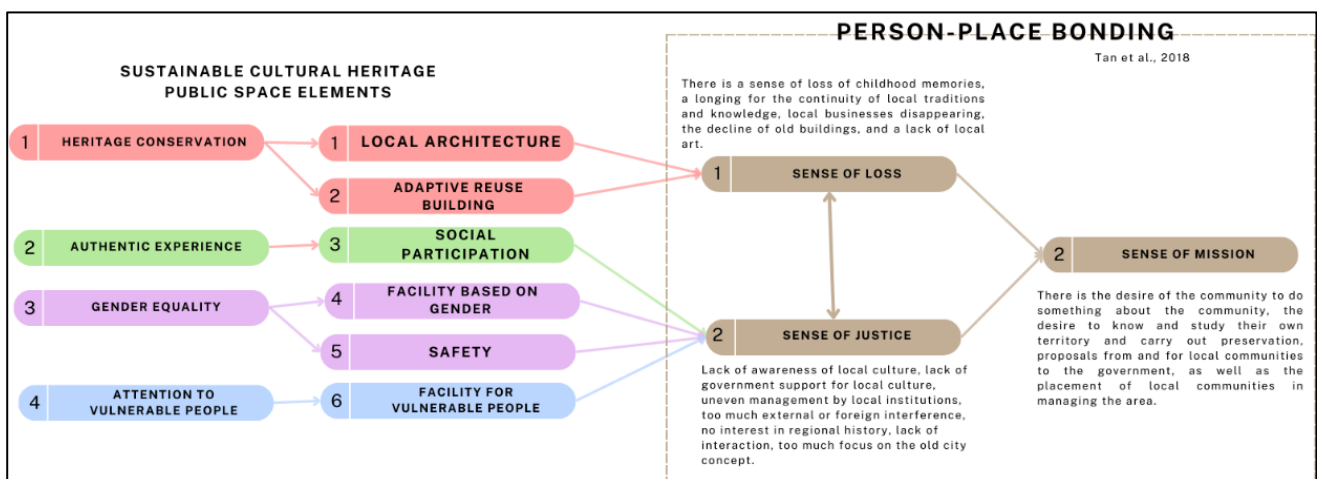 PERSON-PLACE BONDING
Tan et al., 2018
SUSTAINABLE CULTURAL HERITAGE
PUBLIC SPACE ELEMENTS
1
HERITAGE CONSERVATION
2
AUTHENTIC EXPERIENCE
3
GENDER EQUALITY
4
ATTENTION TO
VULNERABLE PEOPLE
1
LOCAL ARCHITECTURE
2
ADAPTIVE REUSE
BUILDING
3
SOCIAL
PARTICIPATION
4
FACILITY BASED ON
GENDER
5
SAFETY
6
FACILITY FOR
VULNERABLE PEOPLE
There is a sense of loss of childhood memories,
a longing for the continuity of local traditions
and knowledge, local businesses disappearing,
the decline of old buildings, and a lack of local
art.
1
SENSE OF LOSS
2
SENSE OF JUSTICE
Lack of awareness of local culture, lack of
government support for local culture,
uneven management by local institutions,
too much external or foreign interference,
no interest in regional history, lack of
interaction, too much focus on the old city
concept.
2
SENSE OF MISSION
There is the desire of the community to do
something about the community, the
desire to know and study their own
territory and carry out preservation,
proposals from and for local communities
to the government, as well as the
placement of local communities in
managing the area.